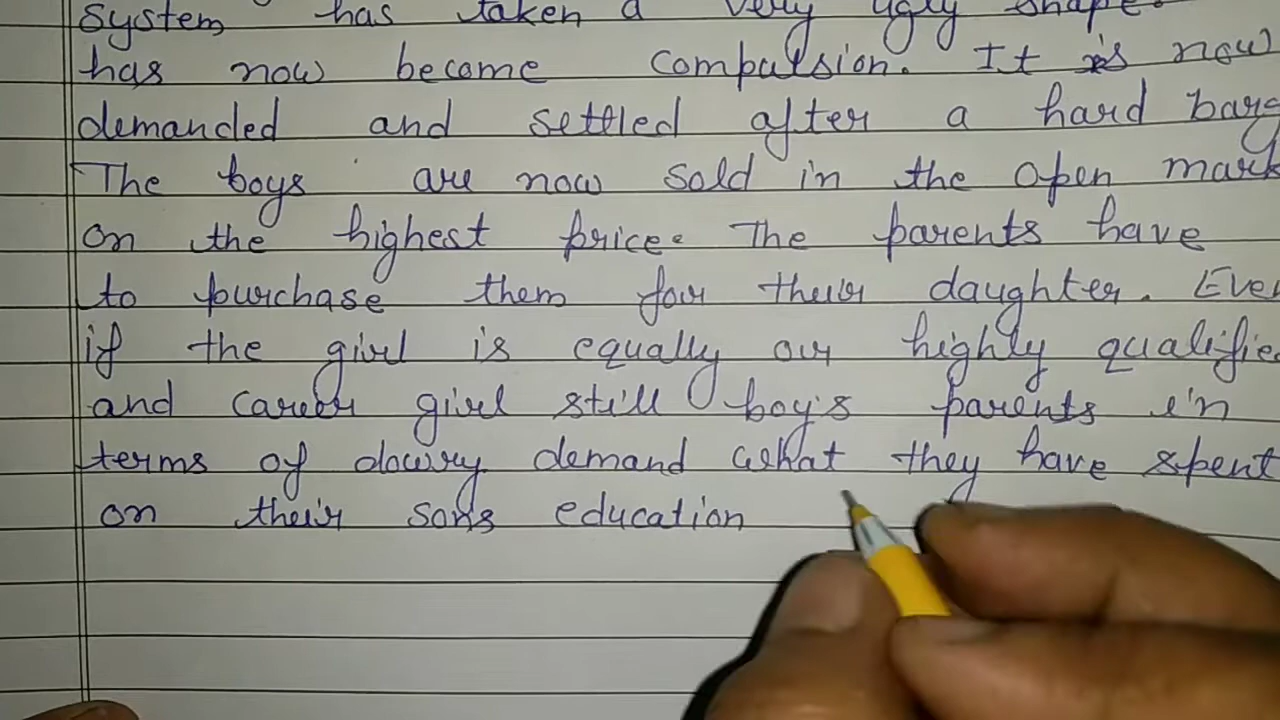 system has taken a very ugly shape.
has now become compulsion. It is now
demanded and settled after a hard barg
The boys are now sold in the open mark
on the highest price. The parents have
to purchase them for their daughter. Even
if the girl is equally or highly qualified
and career girl still boy's parents in
terms of dowry demand what they have spent
on their sons education